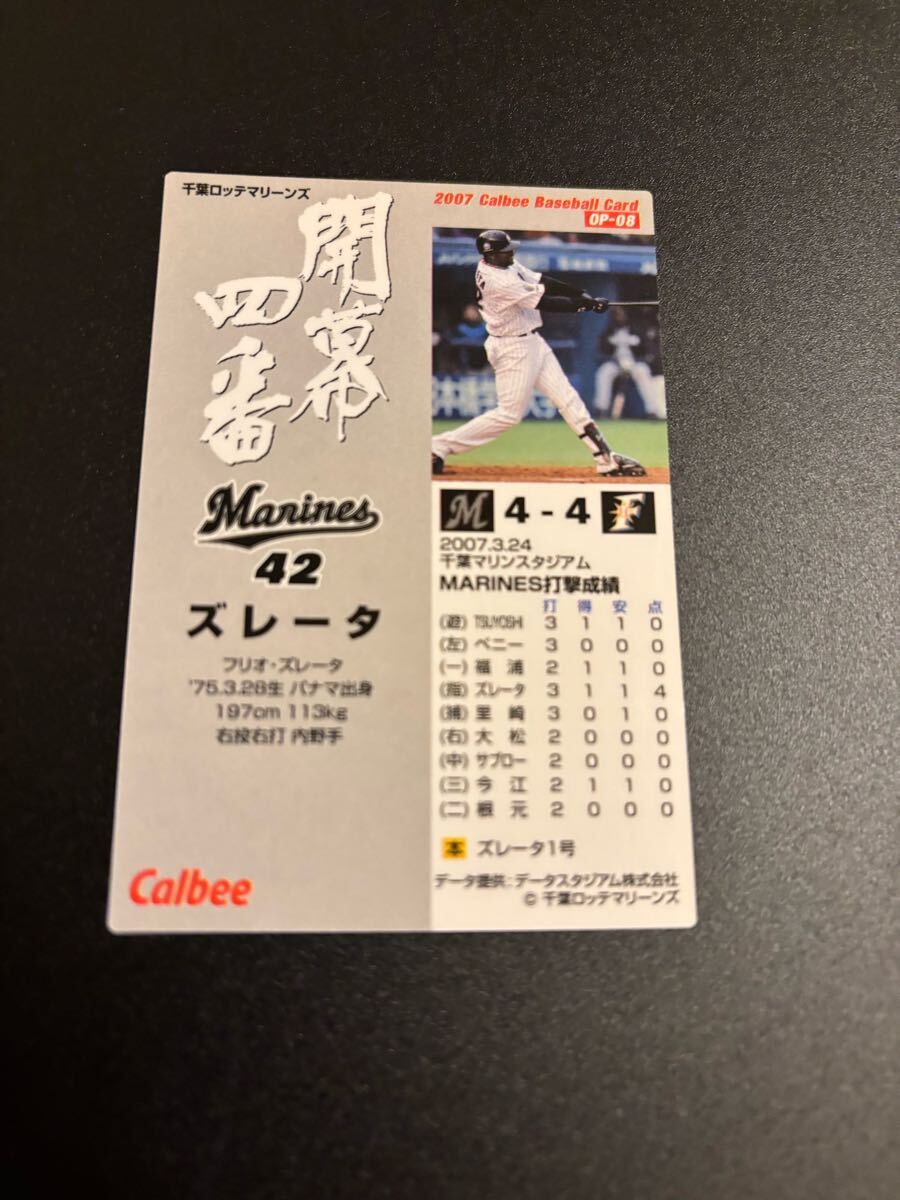 千葉ロッテマリーンズ
開幕
四番
Marines
42
ズレータ
フリオ・ズレータ
'75.3.28生 パナマ出身
197cm 113kg
右投右打 内野手
Calbee
2007 Calbee Baseball Card
OP-08
M 4 - 4 F
2007.3.24
千葉マリンスタジアム
MARINES打撃成績
打 得 安 点
(遊) TSUYOSHI 3 1 1 0
(左) ベニー 3 0 0 0
(一) 福浦 2 1 1 0
(指) ズレータ 3 1 1 4
(捕) 里崎 3 0 1 0
(右) 大松 2 0 0 0
(中) サブロー 2 0 0 0
(三) 今江 2 1 1 0
(二) 根元 2 0 0 0
本 ズレータ1号
データ提供:データスタジアム株式会社
© 千葉ロッテマリーンズ